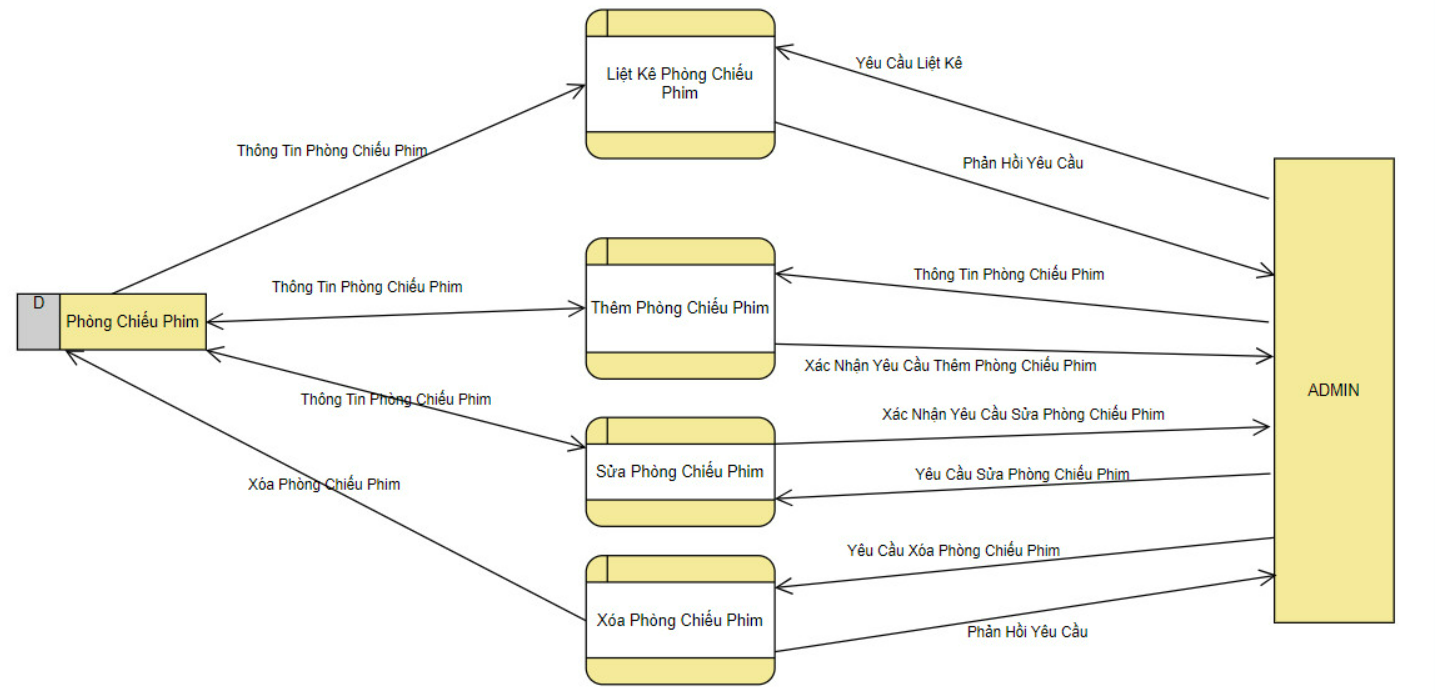 Liệt Kê Phòng Chiếu
Phim
Yêu Cầu Liệt Kê
Thông Tin Phòng Chiếu Phim
Phản Hồi Yêu Cầu
Thông Tin Phòng Chiếu Phim
Thông Tin Phòng Chiếu Phim
D
Phòng Chiếu Phim
Thêm Phòng Chiếu Phim
Xác Nhận Yêu Cầu Thêm Phòng Chiếu Phim
ADMIN
Thông Tin Phòng Chiếu Phim
Xác Nhận Yêu Cầu Sửa Phòng Chiếu Phim
Sửa Phòng Chiếu Phim
Yêu Cầu Sửa Phòng Chiếu Phim
Xóa Phòng Chiếu Phim
Yêu Cầu Xóa Phòng Chiếu Phim
Xóa Phòng Chiếu Phim
Phản Hồi Yêu Cầu